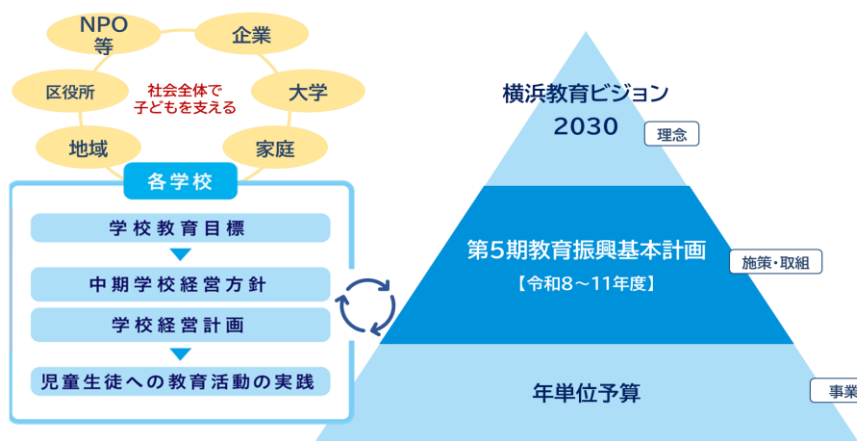 NPO
等
企業
区役所
社会全体で
子どもを支える
大学
地域
家庭
各学校
学校教育目標
中期学校経営方針
学校経営計画
児童生徒への教育活動の実践
横浜教育ビジョン
2030
理念
第5期教育振興基本計画
【令和8~11年度】
施策・取組
年単位予算
事業